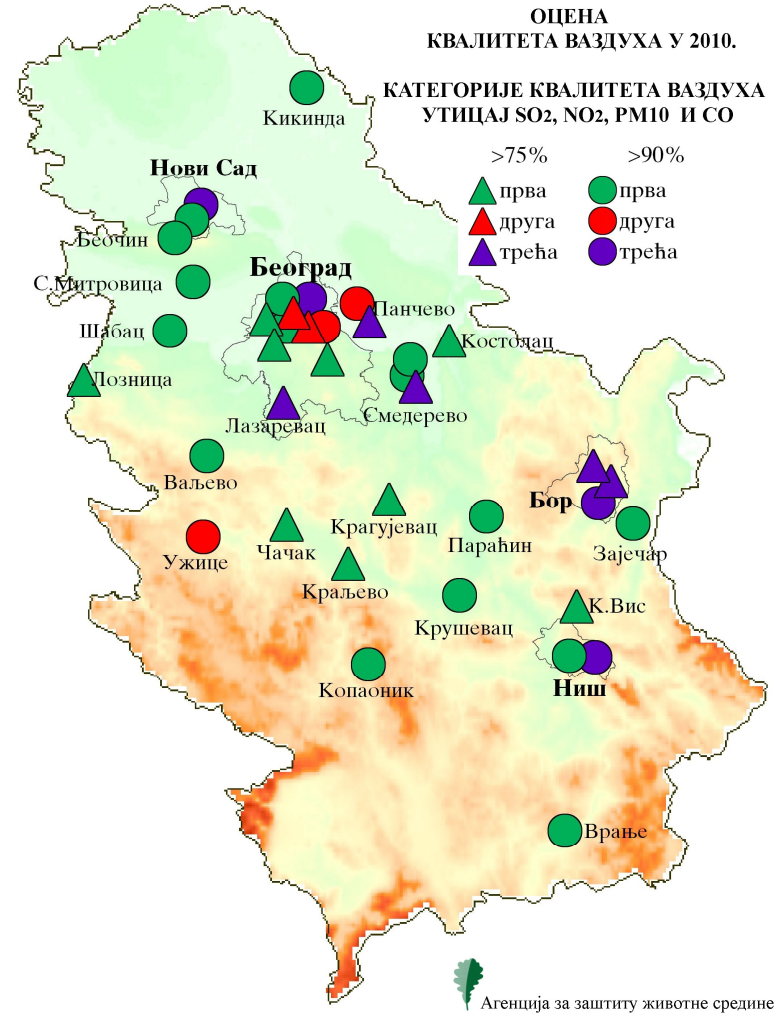 ОЦЕНА
КВАЛИТЕТА ВАЗДУХА У 2010.
КАТЕГОРИЈЕ КВАЛИТЕТА ВАЗДУХА
УТИЦАЈ SO2, NO2, PM10 И CO
>75% >90%
прва прва
друга друга
трећа трећа
Кикинда
Нови Сад
Беочин
С.Митровица
Београд
Шабац
Панчево
Костолац
Лозница
Смедерево
Лазаревац
Ваљево
Бор
Крагујевац
Параћин
Зајечар
Чачак
Ужице
Краљево
К.Вис
Крушевац
Копаоник
Ниш
Врање
Агенција за заштиту животне средине